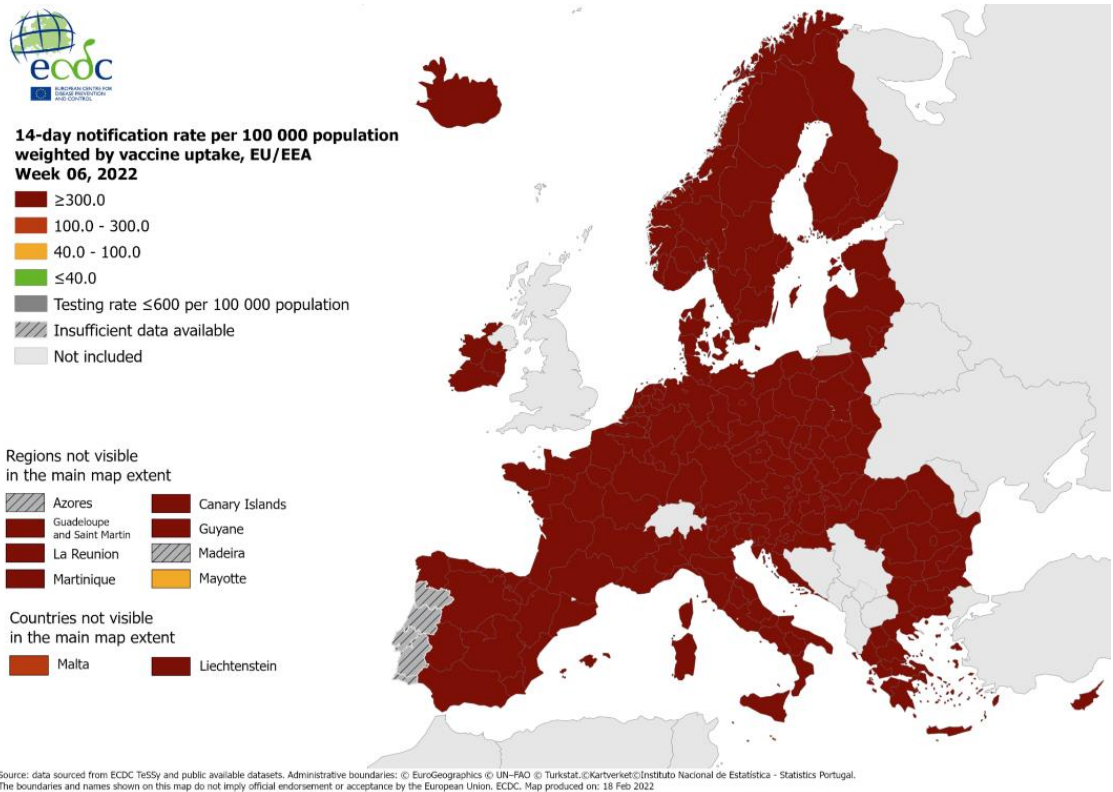 ecdc
EUROPEAN CENTRE FOR
DISEASE PREVENTION
AND CONTROL
14-day notification rate per 100 000 population
weighted by vaccine uptake, EU/EEA
Week 06, 2022
≥300.0
100.0 - 300.0
40.0 - 100.0
≤40.0
Testing rate ≤600 per 100 000 population
Insufficient data available
Not included
Regions not visible
in the main map extent
Azores
Canary Islands
Guadeloupe
and Saint Martin
Guyane
La Reunion
Madeira
Martinique
Mayotte
Countries not visible
in the main map extent
Malta
Liechtenstein
Source: data sourced from ECDC TeSSy and public available datasets. Administrative boundaries: © EuroGeographics © UN–FAO © Turkstat.©Kartverket©Instituto Nacional de Estatística - Statistics Portugal.
The boundaries and names shown on this map do not imply official endorsement or acceptance by the European Union. ECDC. Map produced on: 18 Feb 2022